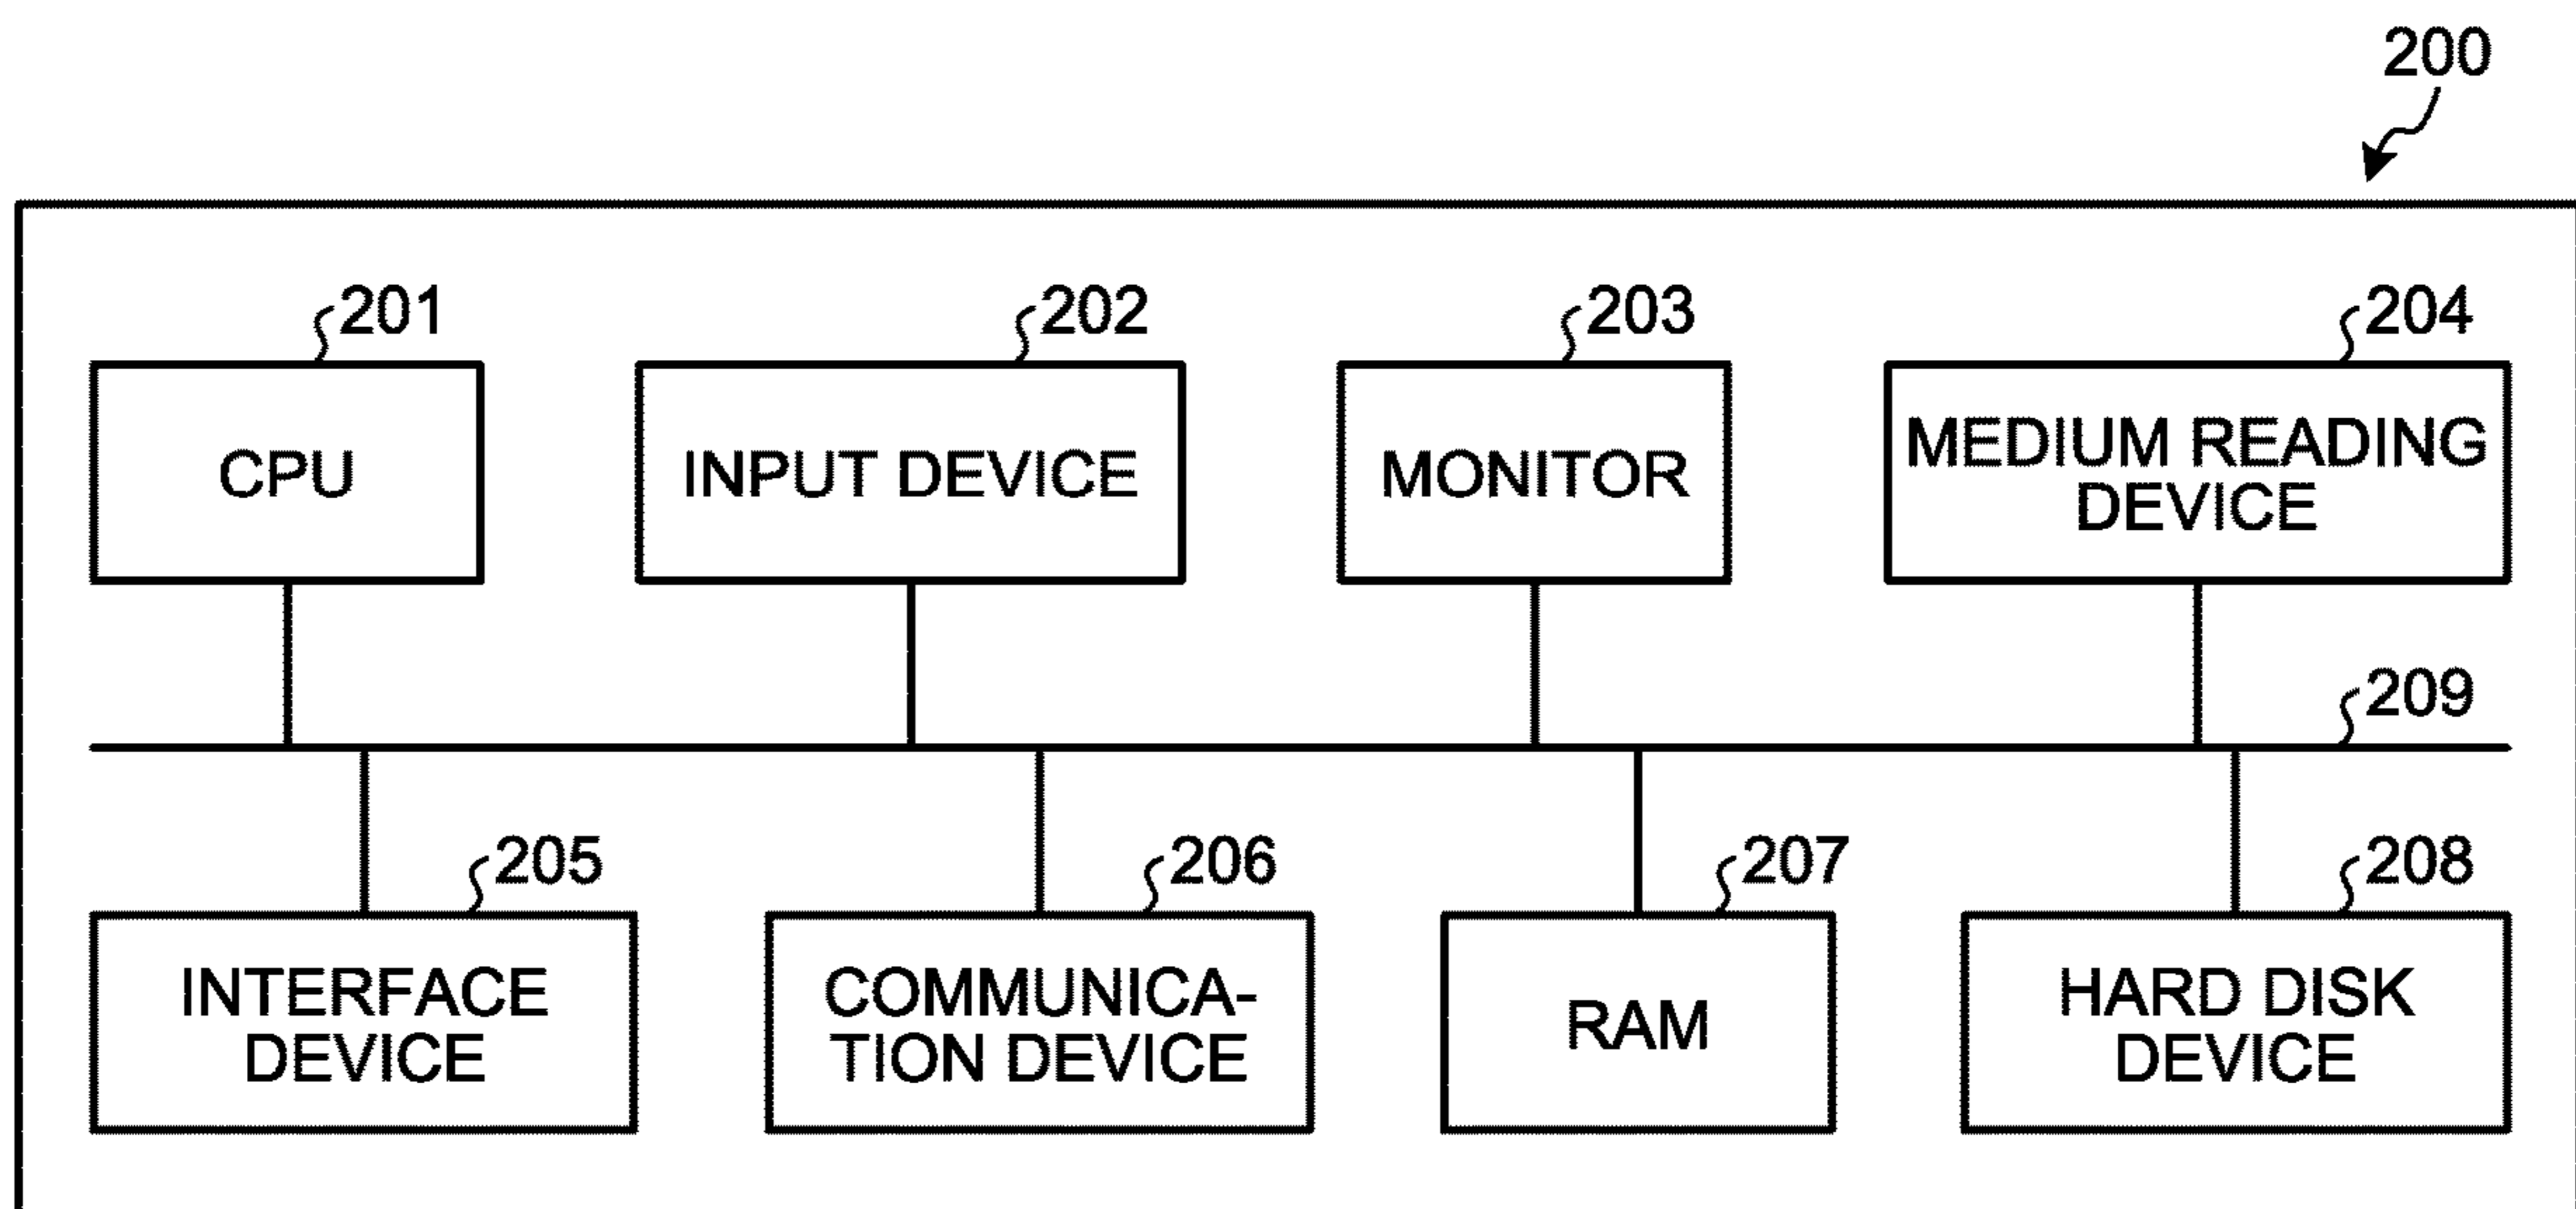 200
201
202
203
204
CPU
INPUT DEVICE
MONITOR
MEDIUM READING
DEVICE
209
205
206
207
208
INTERFACE
DEVICE
COMMUNICA-
TION DEVICE
RAM
HARD DISK
DEVICE